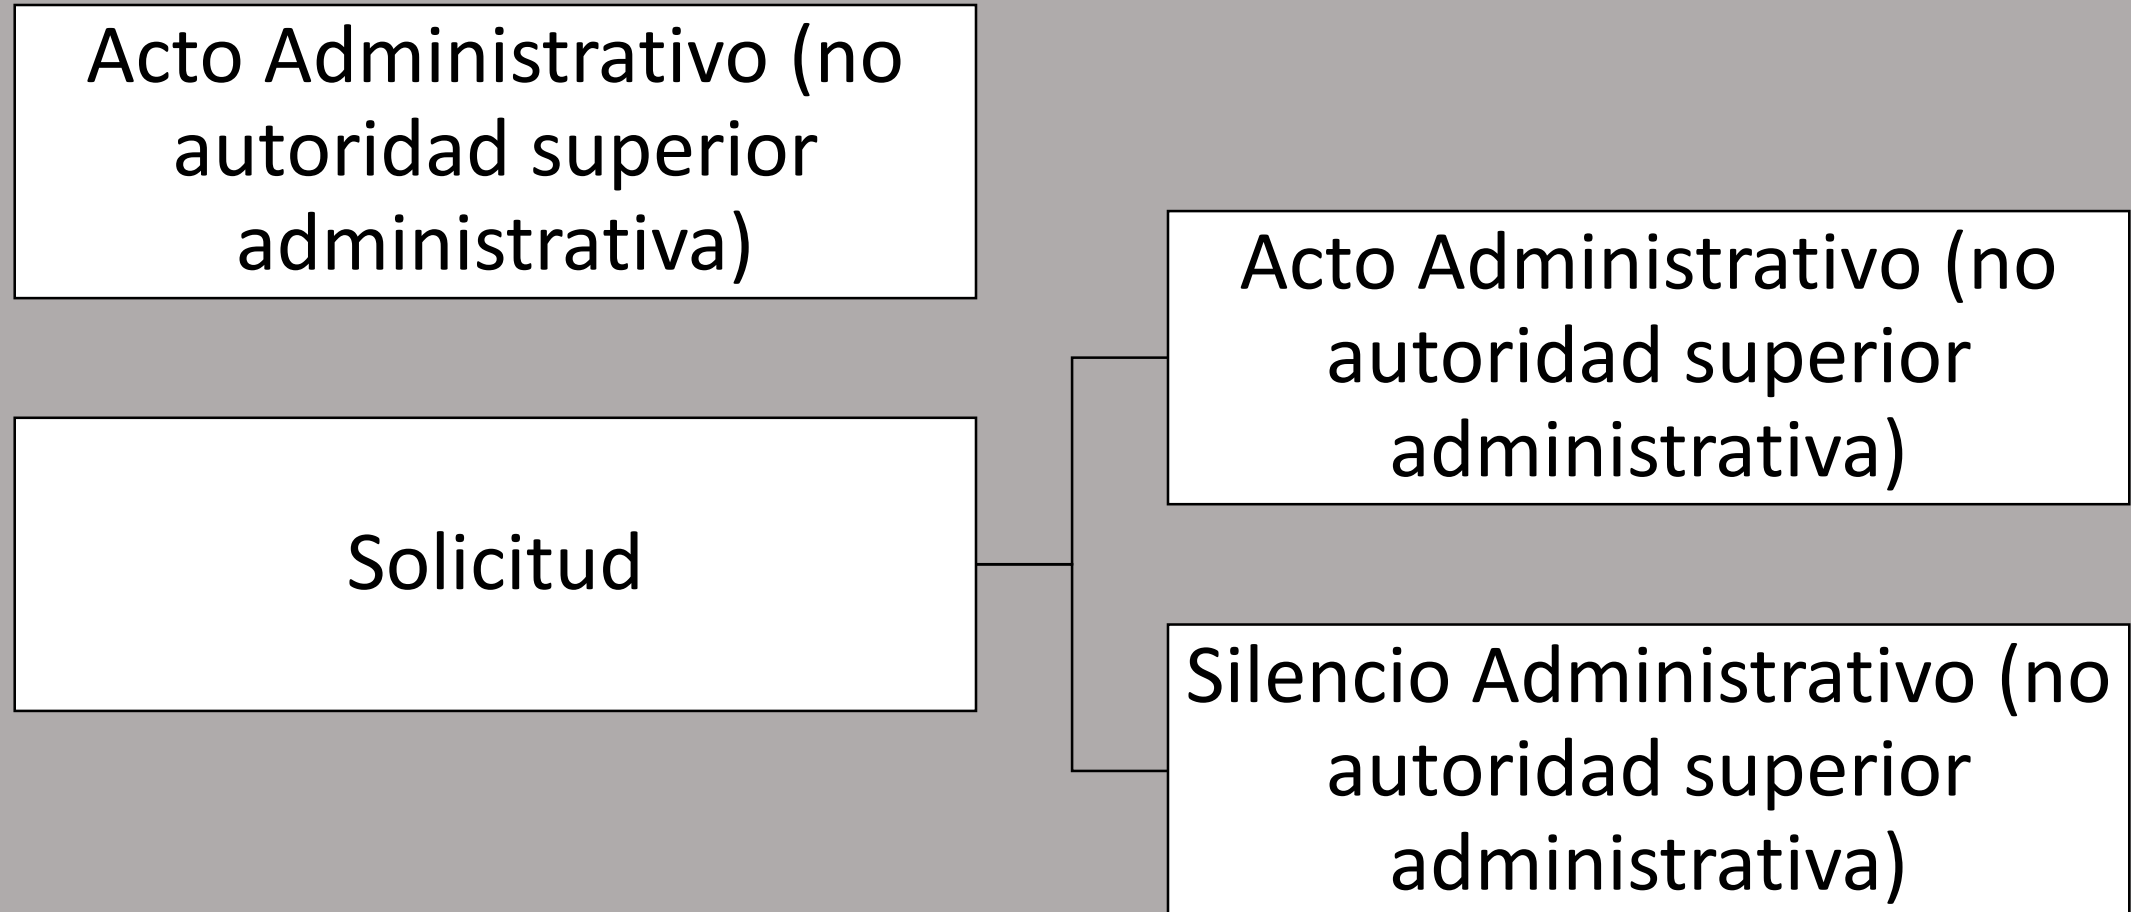 Acto Administrativo (no
autoridad superior
administrativa)
Solicitud
Acto Administrativo (no
autoridad superior
administrativa)
Silencio Administrativo (no
autoridad superior
administrativa)